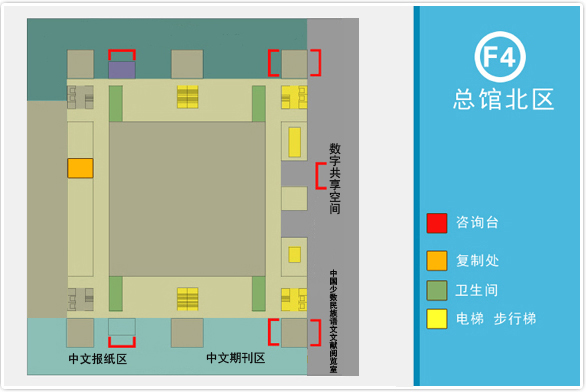 F4
总馆北区
数字共享空间
中国少数民族语文文献阅览室
中文报纸区
中文期刊区
咨询台
复制处
卫生间
电梯 步行梯